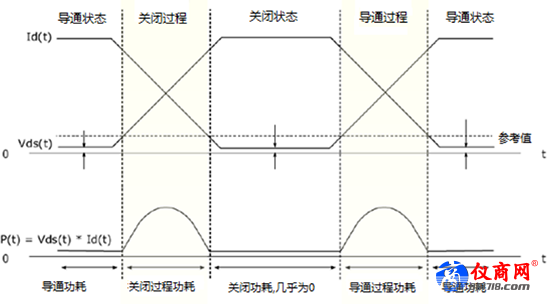 导通状态 关闭过程 关闭状态 导通过程 导通状态
Id(t)
Vds(t)
参考值
0 t
P(t) = Vds(t) * Id(t)
0 t
导通功耗 关闭过程功耗 关闭功耗,几乎为0 导通过程功耗 导通功耗
仪商网
718.com